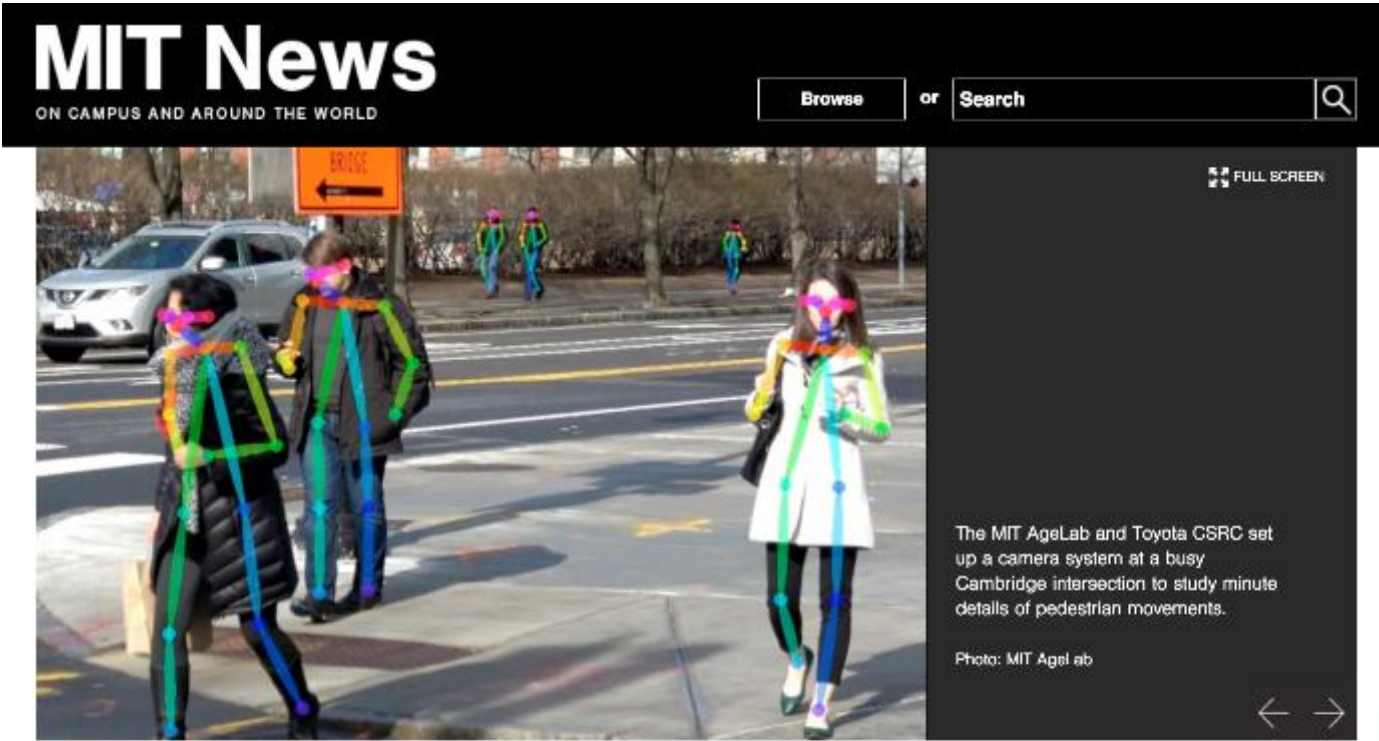 MIT News
ON CAMPUS AND AROUND THE WORLD
Browse or Search
BRIDGE
FULL SCREEN
The MIT AgeLab and Toyota CSRC set
up a camera system at a busy
Cambridge intersection to study minute
details of pedestrian movements.
Photo: MIT AgeLab